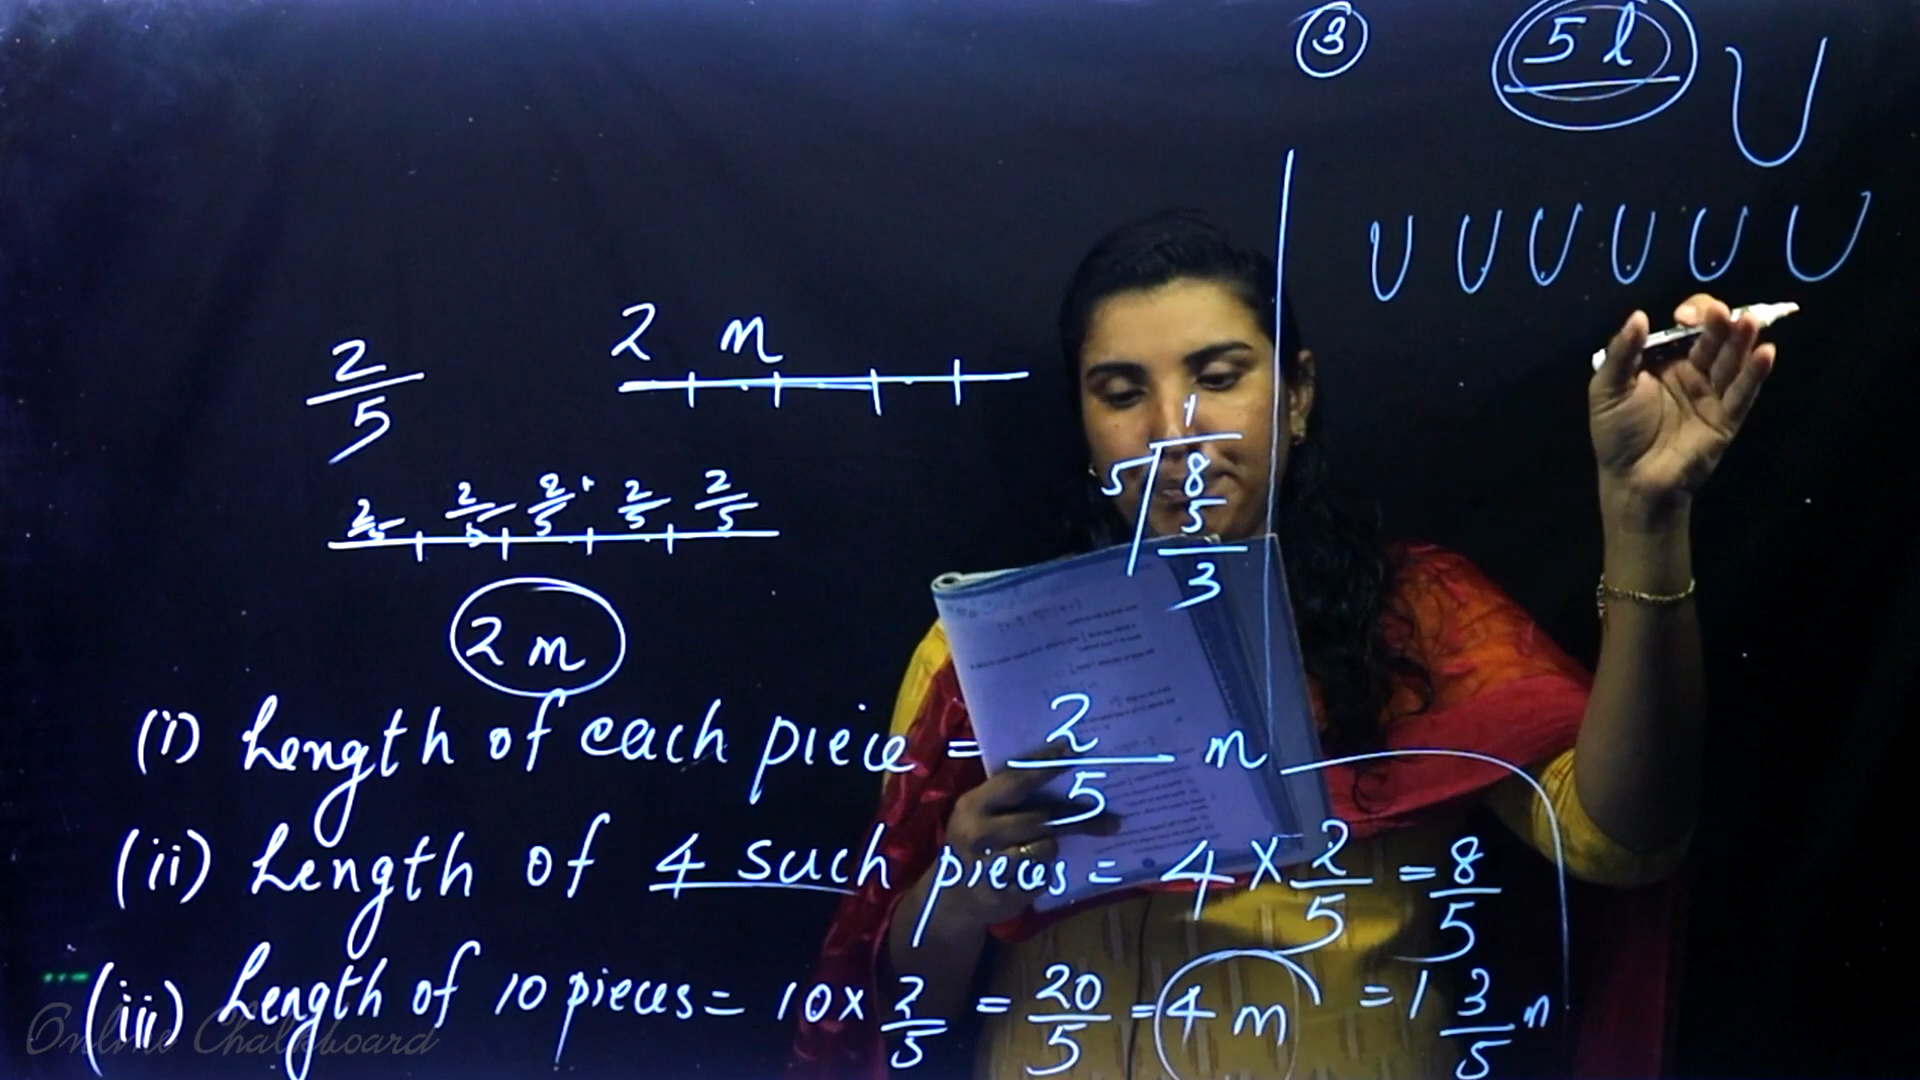 ③ 5 l
2/5
2 m
2/5 2/5 2/5 2/5 2/5
2 m
1
5 8
5
3
(i) Length of each piece = 2/5 m
(ii) Length of 4 such pieces = 4 × 2/5 = 8/5
= 1 3/5 m
(iii) Length of 10 pieces = 10 × 2/5 = 20/5 = 4 m
Online Chalkboard